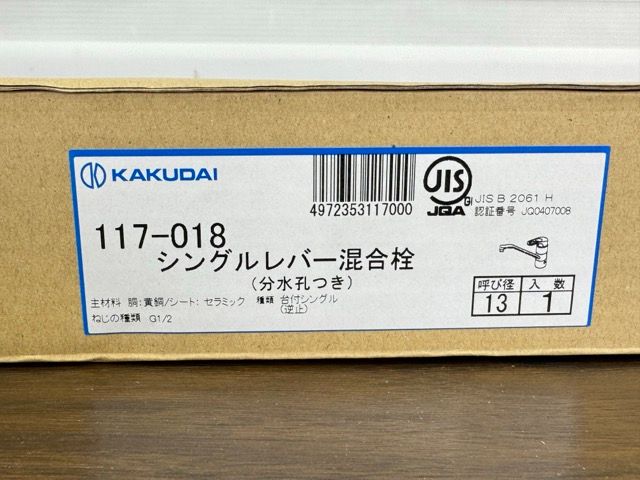 KAKUDAI
4972353117000
JIS
JQA
GI JIS B 2061 H
認証番号 JQ0407008
117-018
シングルレバー混合栓
(分水孔つき)
主材料 胴:黄銅/シート:セラミック 種類 台付シングル
(逆止)
ねじの種類 G1/2
呼び径 入数
13 1